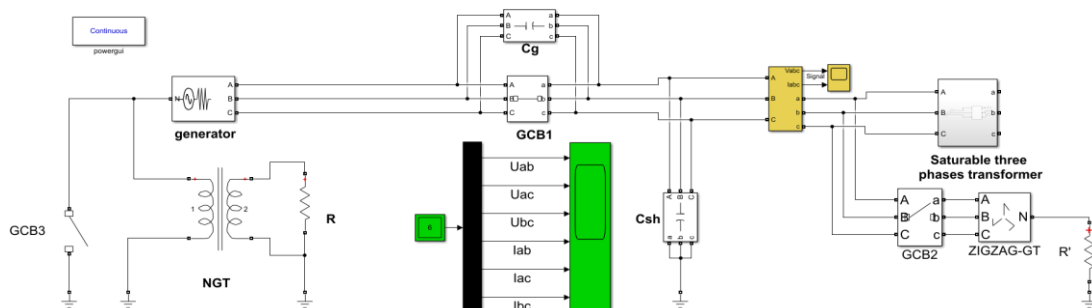 Continuous
powergui
A
B
C
a
b
c
Cg
N
A
B
C
generator
A
B
C
a
b
c
GCB1
A
B
C
Vabc
Iabc
a
b
c
Signal
A
B
C
a
b
c
Saturable three
phases transformer
GCB3
1
2
NGT
R
6
Uab
Uac
Ubc
Iab
Iac
Ibc
A
B
C
a
b
c
Csh
A
B
C
a
b
c
GCB2
A
B
C
N
ZIGZAG-GT
R'